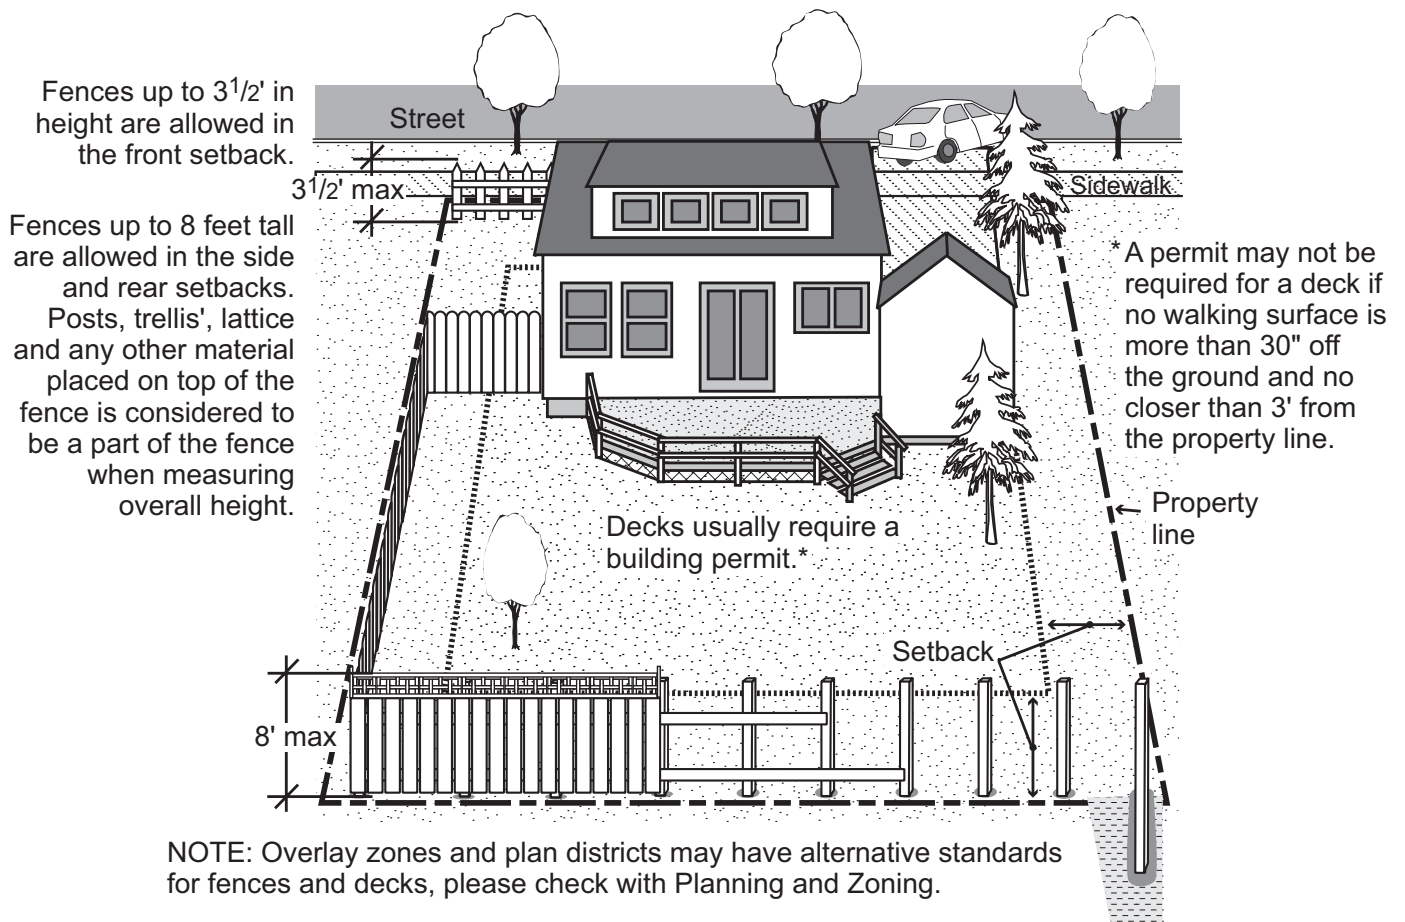 Fences up to 3 1/2' in
height are allowed in
the front setback.
Street
3 1/2' max
Sidewalk
Fences up to 8 feet tall
are allowed in the side
and rear setbacks.
Posts, trellis', lattice
and any other material
placed on top of the
fence is considered to
be a part of the fence
when measuring
overall height.
* A permit may not be
required for a deck if
no walking surface is
more than 30" off
the ground and no
closer than 3' from
the property line.
Property
line
Decks usually require a
building permit.*
Setback
8' max
NOTE: Overlay zones and plan districts may have alternative standards
for fences and decks, please check with Planning and Zoning.